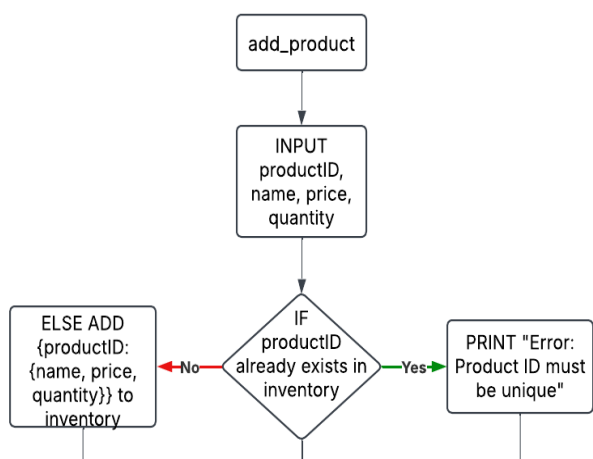 add_product
INPUT
productID,
name, price,
quantity
IF
productID
already exists in
inventory
No
Yes
ELSE ADD
{productID:
{name, price,
quantity}} to
inventory
PRINT "Error:
Product ID must
be unique"